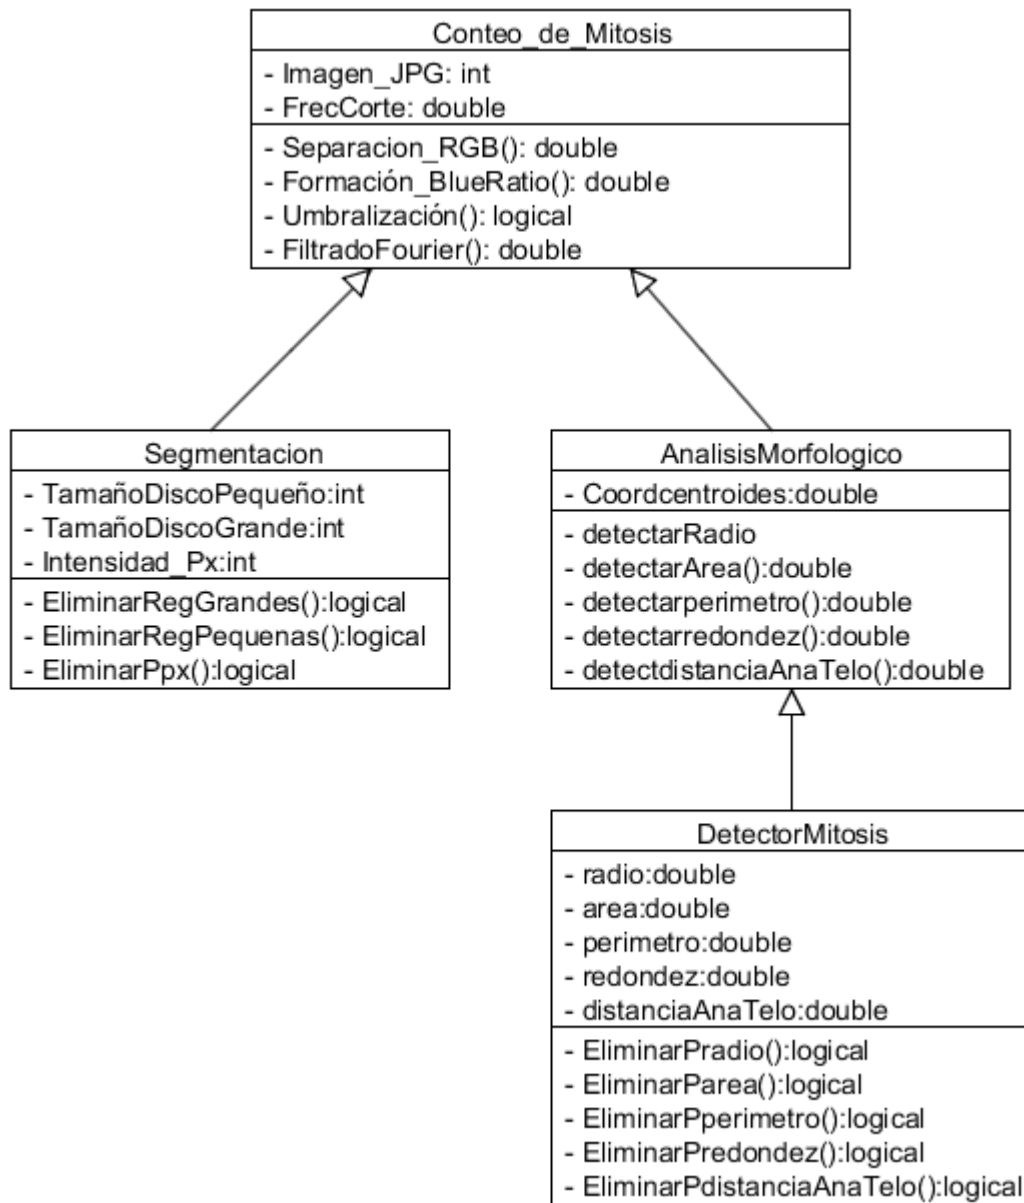 Conteo_de_Mitosis
- Imagen_JPG: int
- FrecCorte: double
- Separacion_RGB(): double
- Formación_BlueRatio(): double
- Umbralización(): logical
- FiltradoFourier(): double
Segmentacion
- TamañoDiscoPequeño:int
- TamañoDiscoGrande:int
- Intensidad_Px:int
- EliminarRegGrandes():logical
- EliminarRegPequenas():logical
- EliminarPpx():logical
AnalisisMorfologico
- Coordcentroides:double
- detectarRadio
- detectarArea():double
- detectarperimetro():double
- detectarredondez():double
- detectdistanciaAnaTelo():double
DetectorMitosis
- radio:double
- area:double
- perimetro:double
- redondez:double
- distanciaAnaTelo:double
- EliminarPradio():logical
- EliminarParea():logical
- EliminarPperimetro():logical
- EliminarPredondez():logical
- EliminarPdistanciaAnaTelo():logical